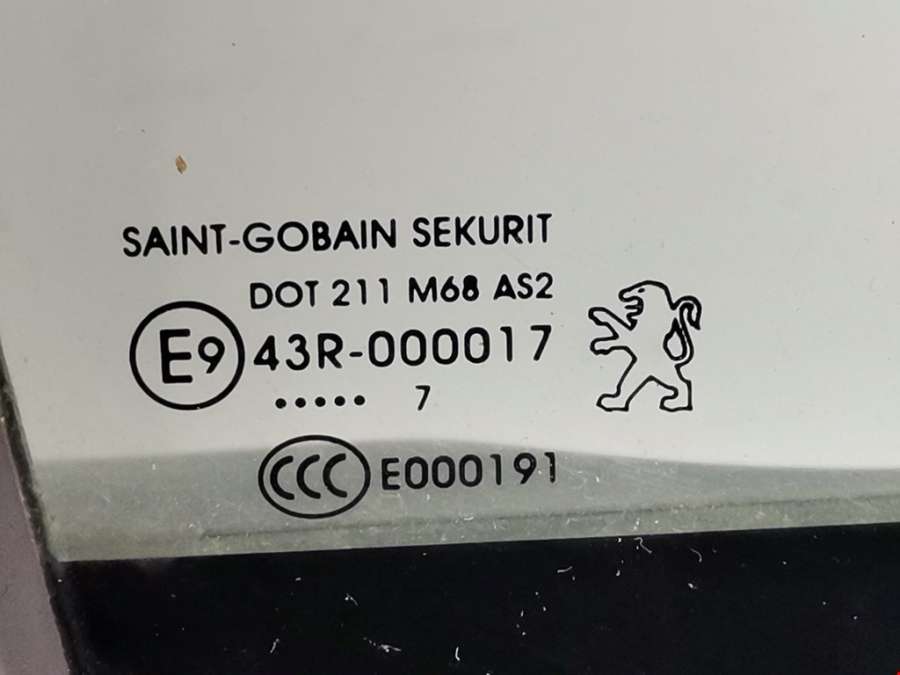 SAINT-GOBAIN SEKURIT
DOT 211 M68 AS2
E9 43R-000017
..... 7
CCC E000191